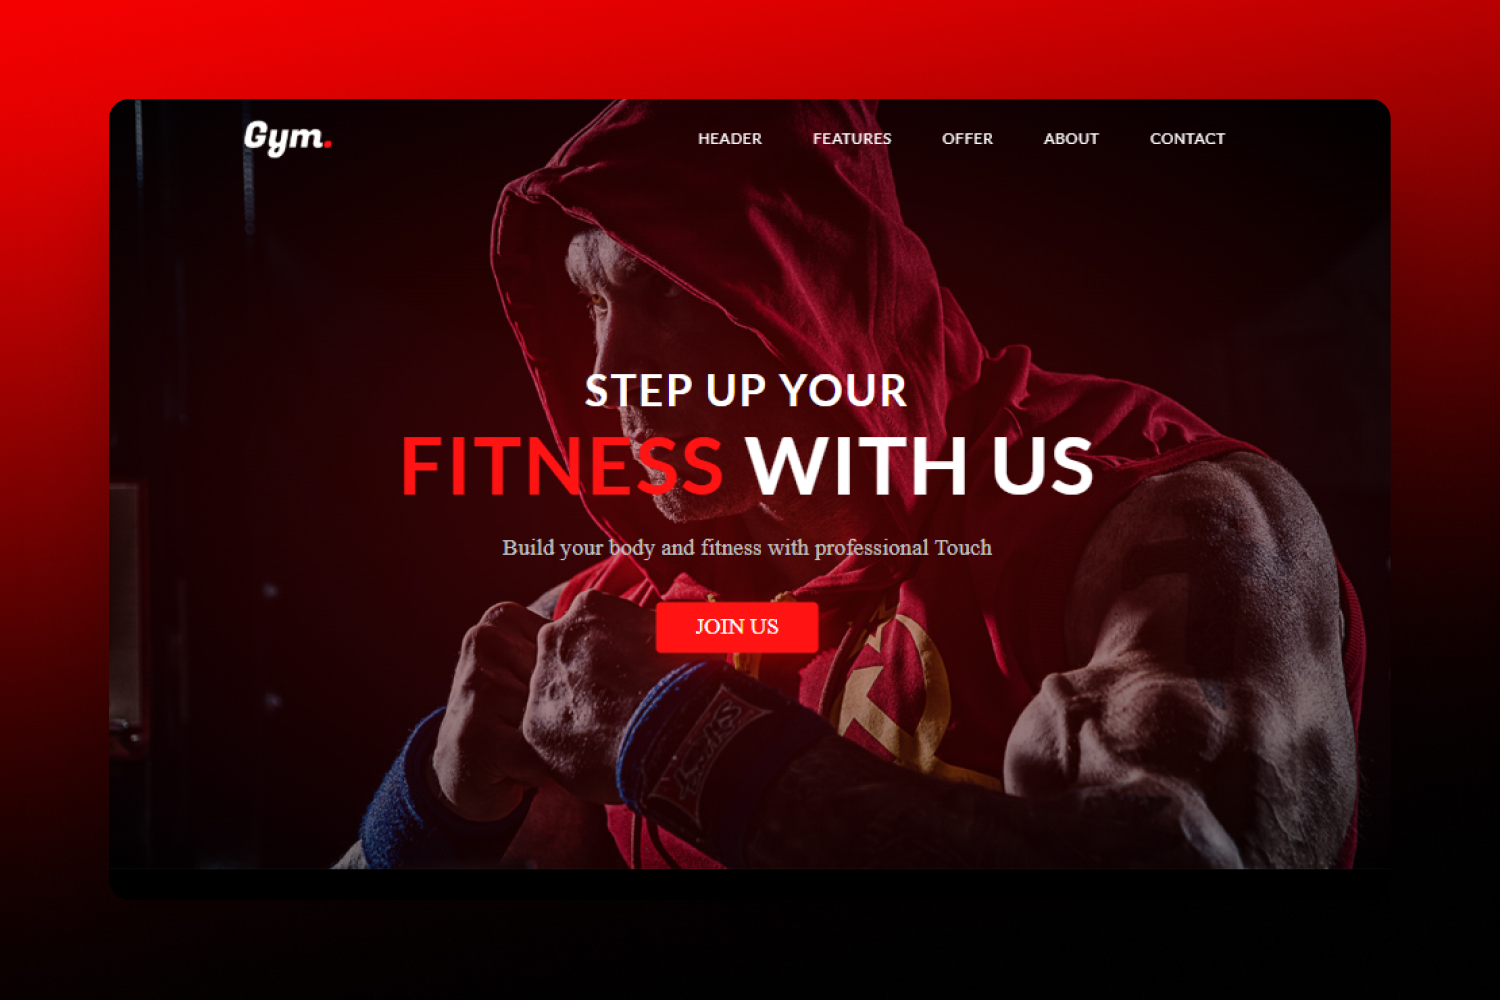 Gym.
HEADER FEATURES OFFER ABOUT CONTACT
STEP UP YOUR
FITNESS WITH US
Build your body and fitness with professional Touch
JOIN US